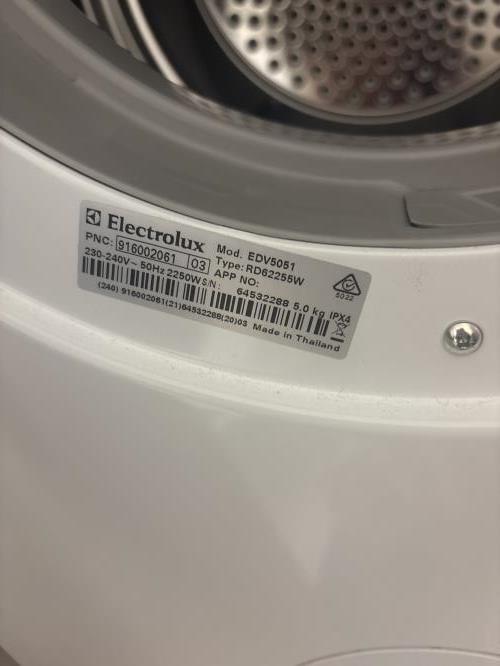 Electrolux
Mod. EDV5051
PNC: 916002061 03 Type: RD62255W
230-240V~ 50Hz 2250W APP NO:
S/N: 64532288 5.0 kg IPX4
5022
(240) 916002061(21)64532288(20)03 Made in Thailand